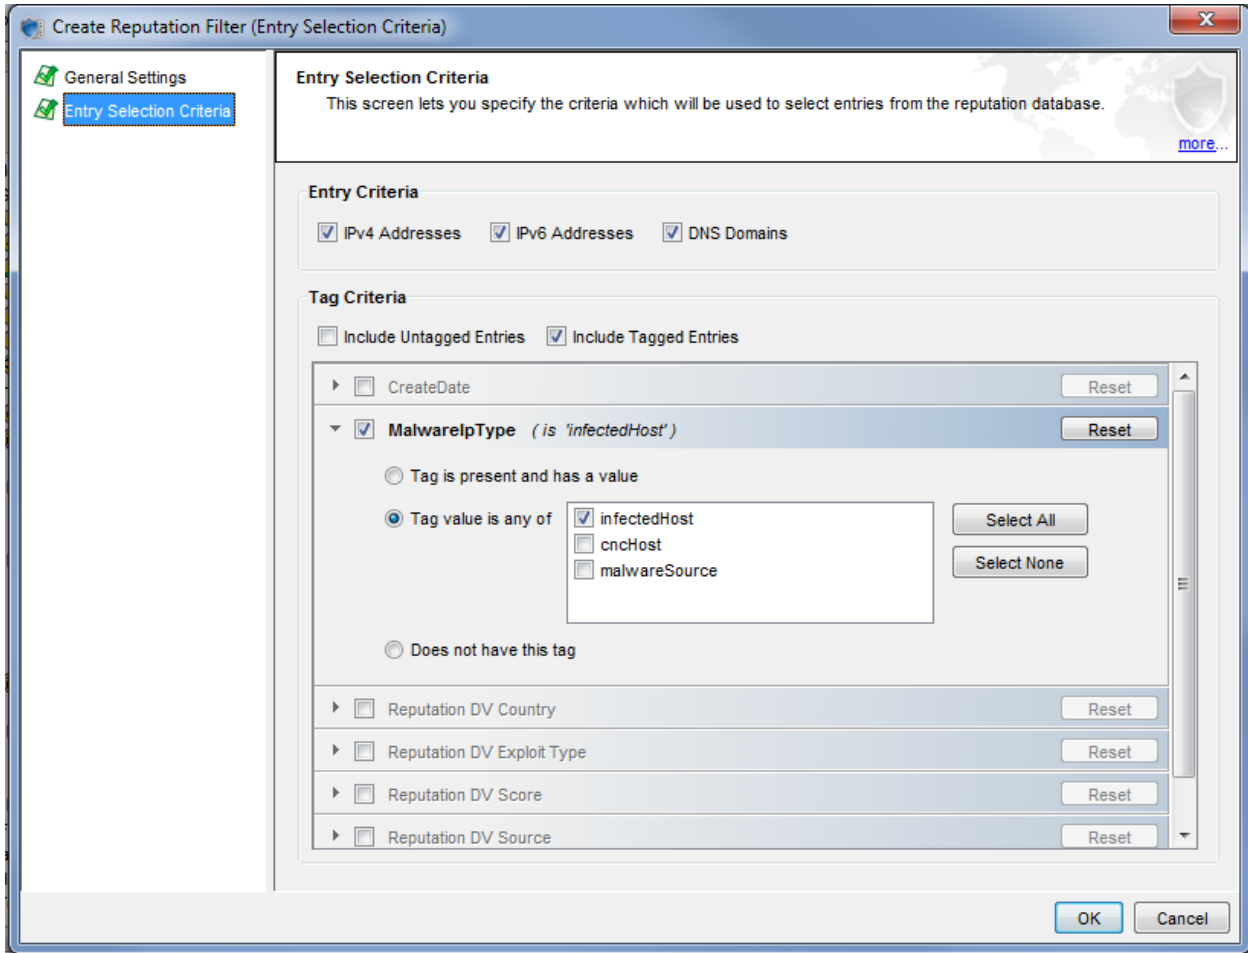 Create Reputation Filter (Entry Selection Criteria)
General Settings
Entry Selection Criteria
Entry Selection Criteria
This screen lets you specify the criteria which will be used to select entries from the reputation database.
more...
Entry Criteria
IPv4 Addresses IPv6 Addresses DNS Domains
Tag Criteria
Include Untagged Entries Include Tagged Entries
CreateDate Reset
MalwareIpType ( is 'infectedHost' ) Reset
Tag is present and has a value
Tag value is any of infectedHost Select All
cncHost
Select None
malwareSource
Does not have this tag
Reputation DV Country Reset
Reputation DV Exploit Type Reset
Reputation DV Score Reset
Reputation DV Source Reset
OK Cancel